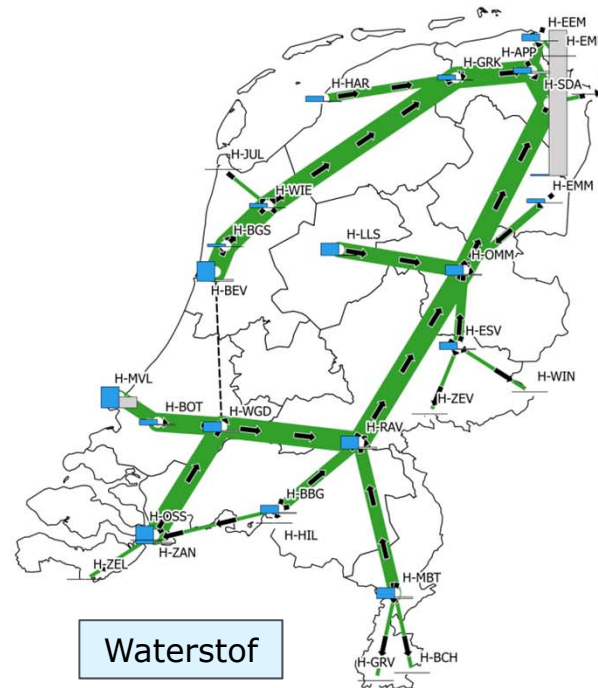 H-EEM
H-EMI
H-APP
H-GRK
H-SDA
H-HAR
H-JUL
H-WIE
H-EMM
H-BGS
H-LLS
H-OMM
H-BEV
H-ESV
H-MVL
H-WIN
H-BOT
H-WGD
H-ZEV
H-RAV
H-BBG
H-OSS
H-HIL
H-ZAN
H-ZEL
H-MBT
Waterstof
H-GRV
H-BCH